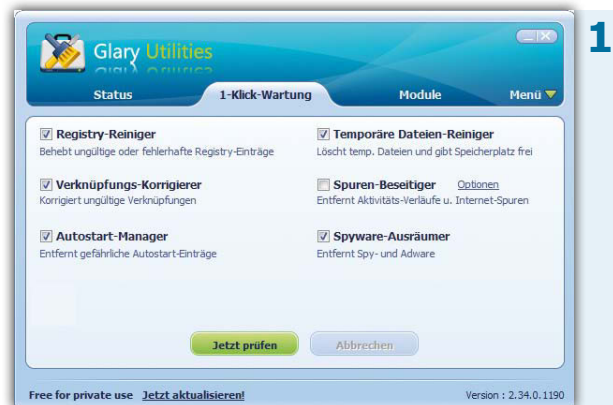 1
Glary Utilities
Status
1-Klick-Wartung
Module
Menü
Registry-Reiniger
Behebt ungültige oder fehlerhafte Registry-Einträge
Temporäre Dateien-Reiniger
Löscht temp. Dateien und gibt Speicherplatz frei
Verknüpfungs-Korrigierer
Korrigiert ungültige Verknüpfungen
Spuren-Beseitiger Optionen
Entfernt Aktivitäts-Verläufe u. Internet-Spuren
Autostart-Manager
Entfernt gefährliche Autostart-Einträge
Spyware-Ausräumer
Entfernt Spy- und Adware
Jetzt prüfen
Abbrechen
Free for private use Jetzt aktualisieren!
Version : 2.34.0.1190